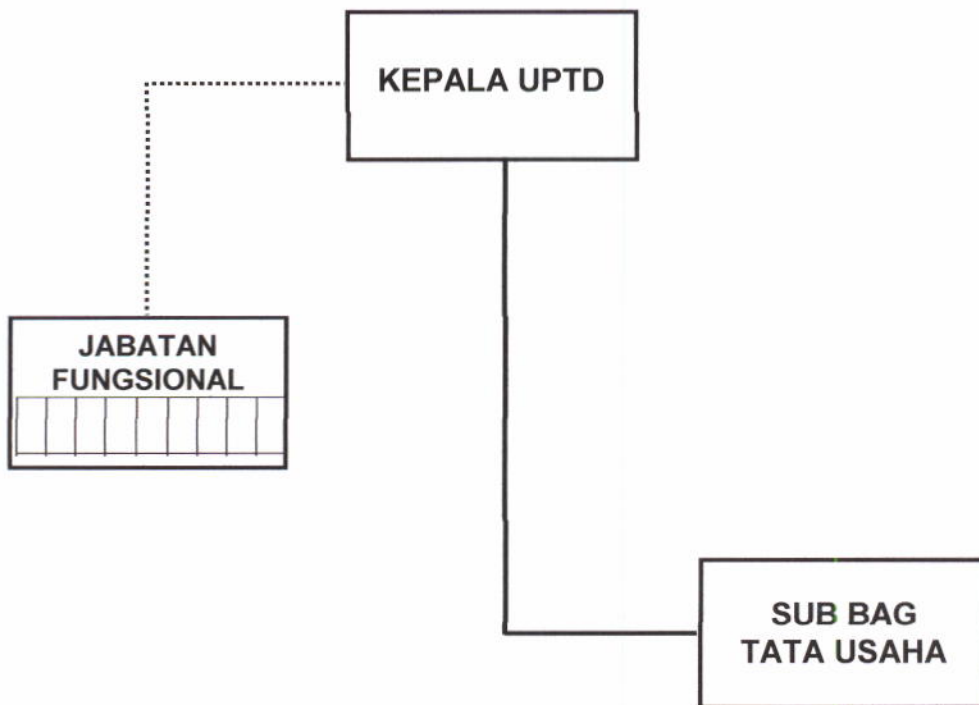 KEPALA UPTD
JABATAN
FUNGSIONAL
SUB BAG
TATA USAHA